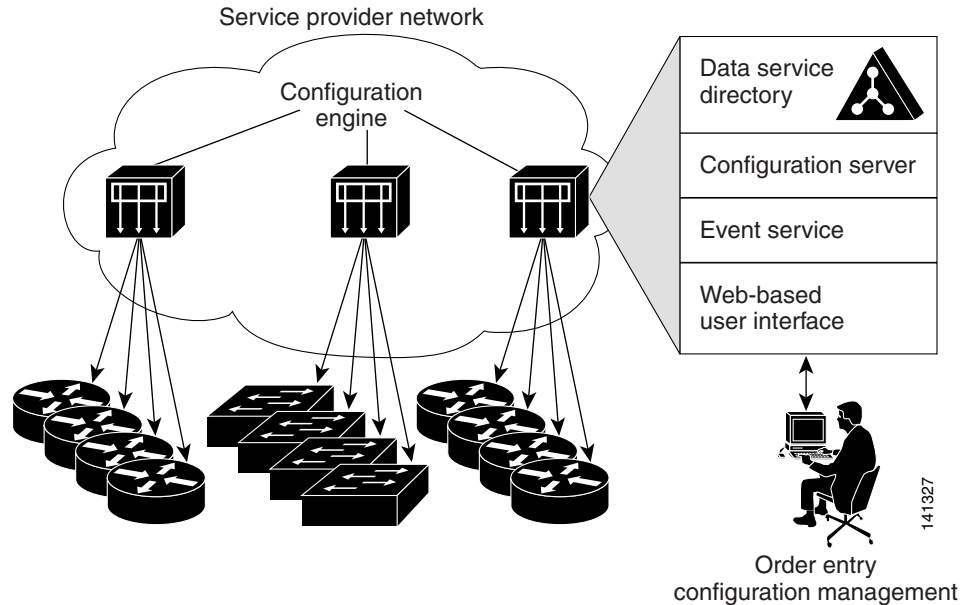 Service provider network
Configuration
engine
Data service
directory
Configuration server
Event service
Web-based
user interface
141327
Order entry
configuration management